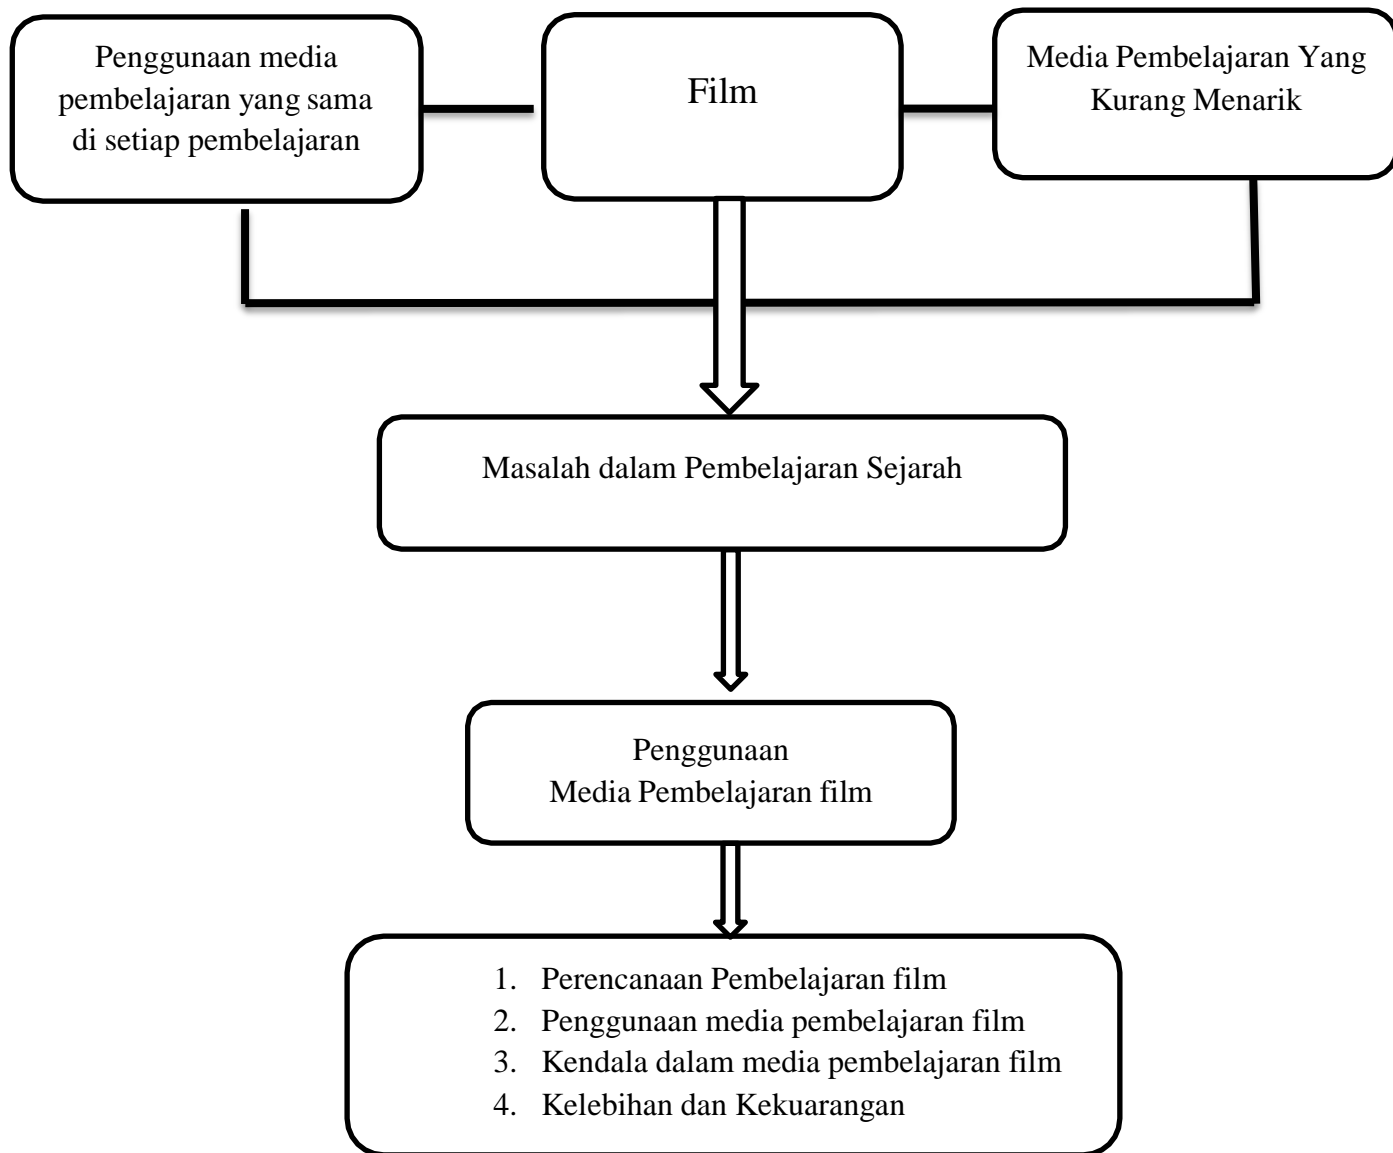 Penggunaan media
pembelajaran yang sama
di setiap pembelajaran
Film
Media Pembelajaran Yang
Kurang Menarik
Masalah dalam Pembelajaran Sejarah
Penggunaan
Media Pembelajaran film
1. Perencanaan Pembelajaran film
2. Penggunaan media pembelajaran film
3. Kendala dalam media pembelajaran film
4. Kelebihan dan Kekuarangan